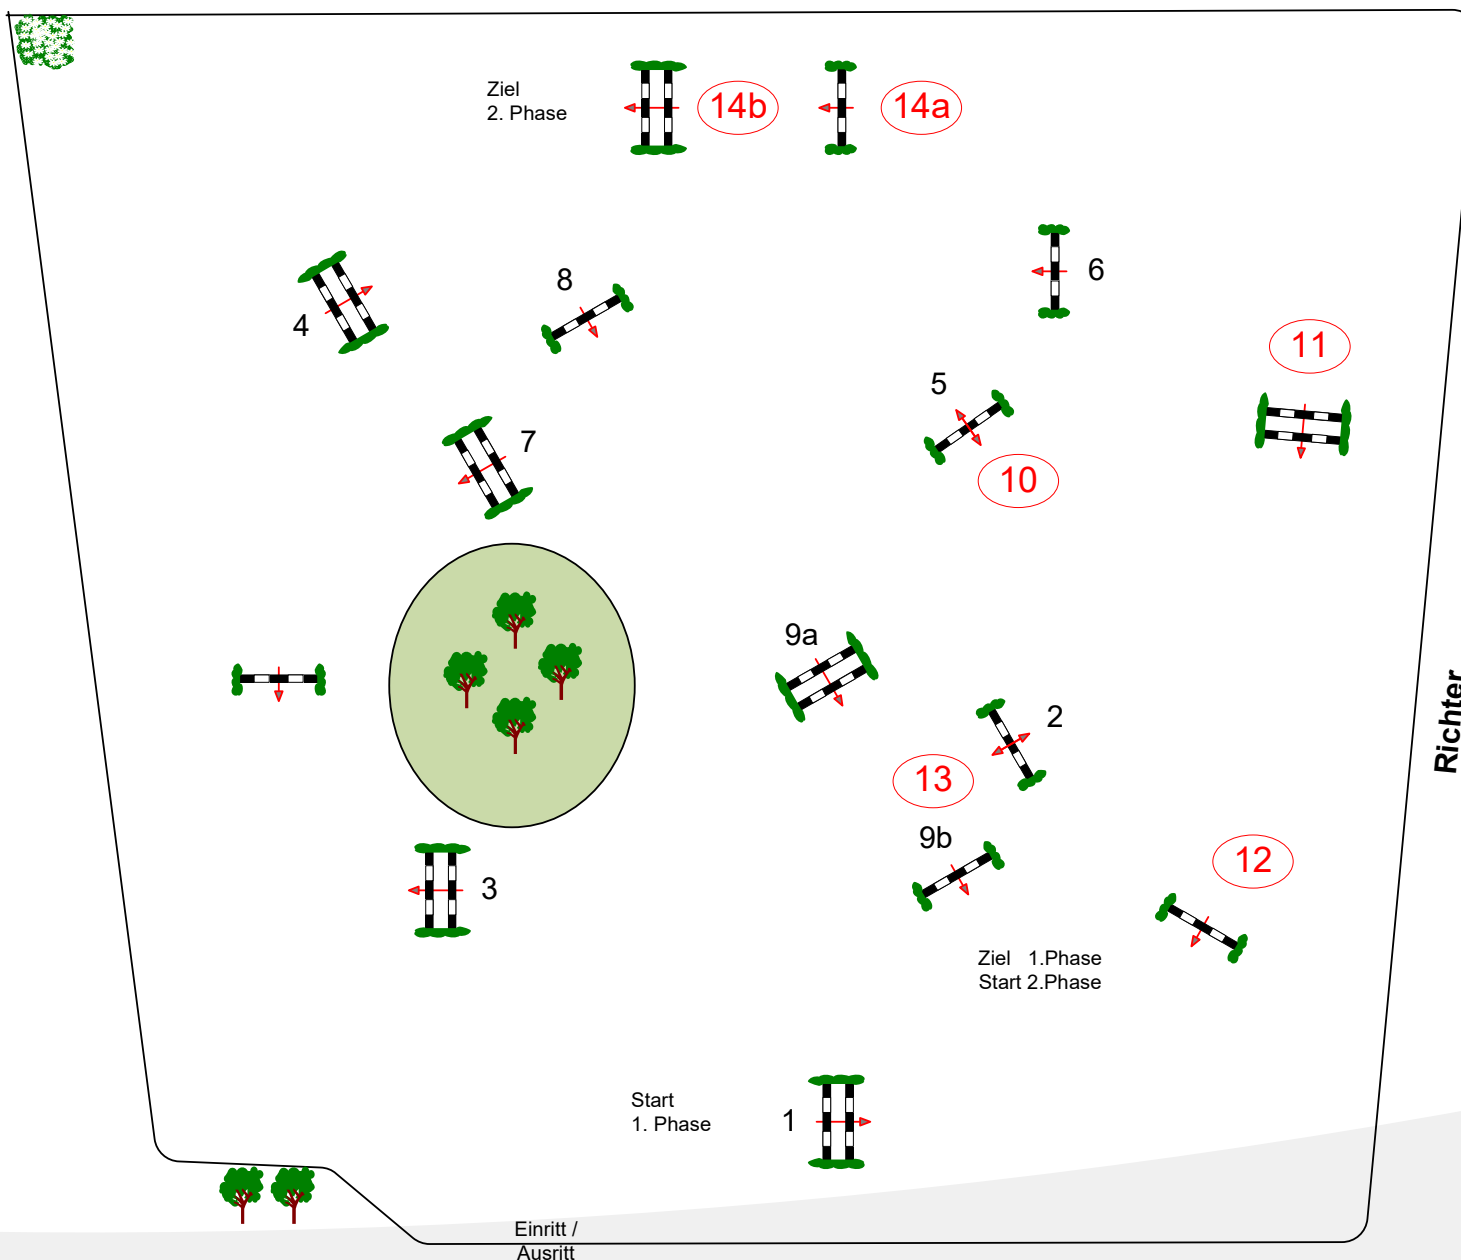 Ziel
2. Phase
14b
14a
8
6
4
11
5
7
10
9a
2
Richter
13
9b
12
3
Ziel 1.Phase
Start 2.Phase
Start
1. Phase
1
Einritt /
Ausritt